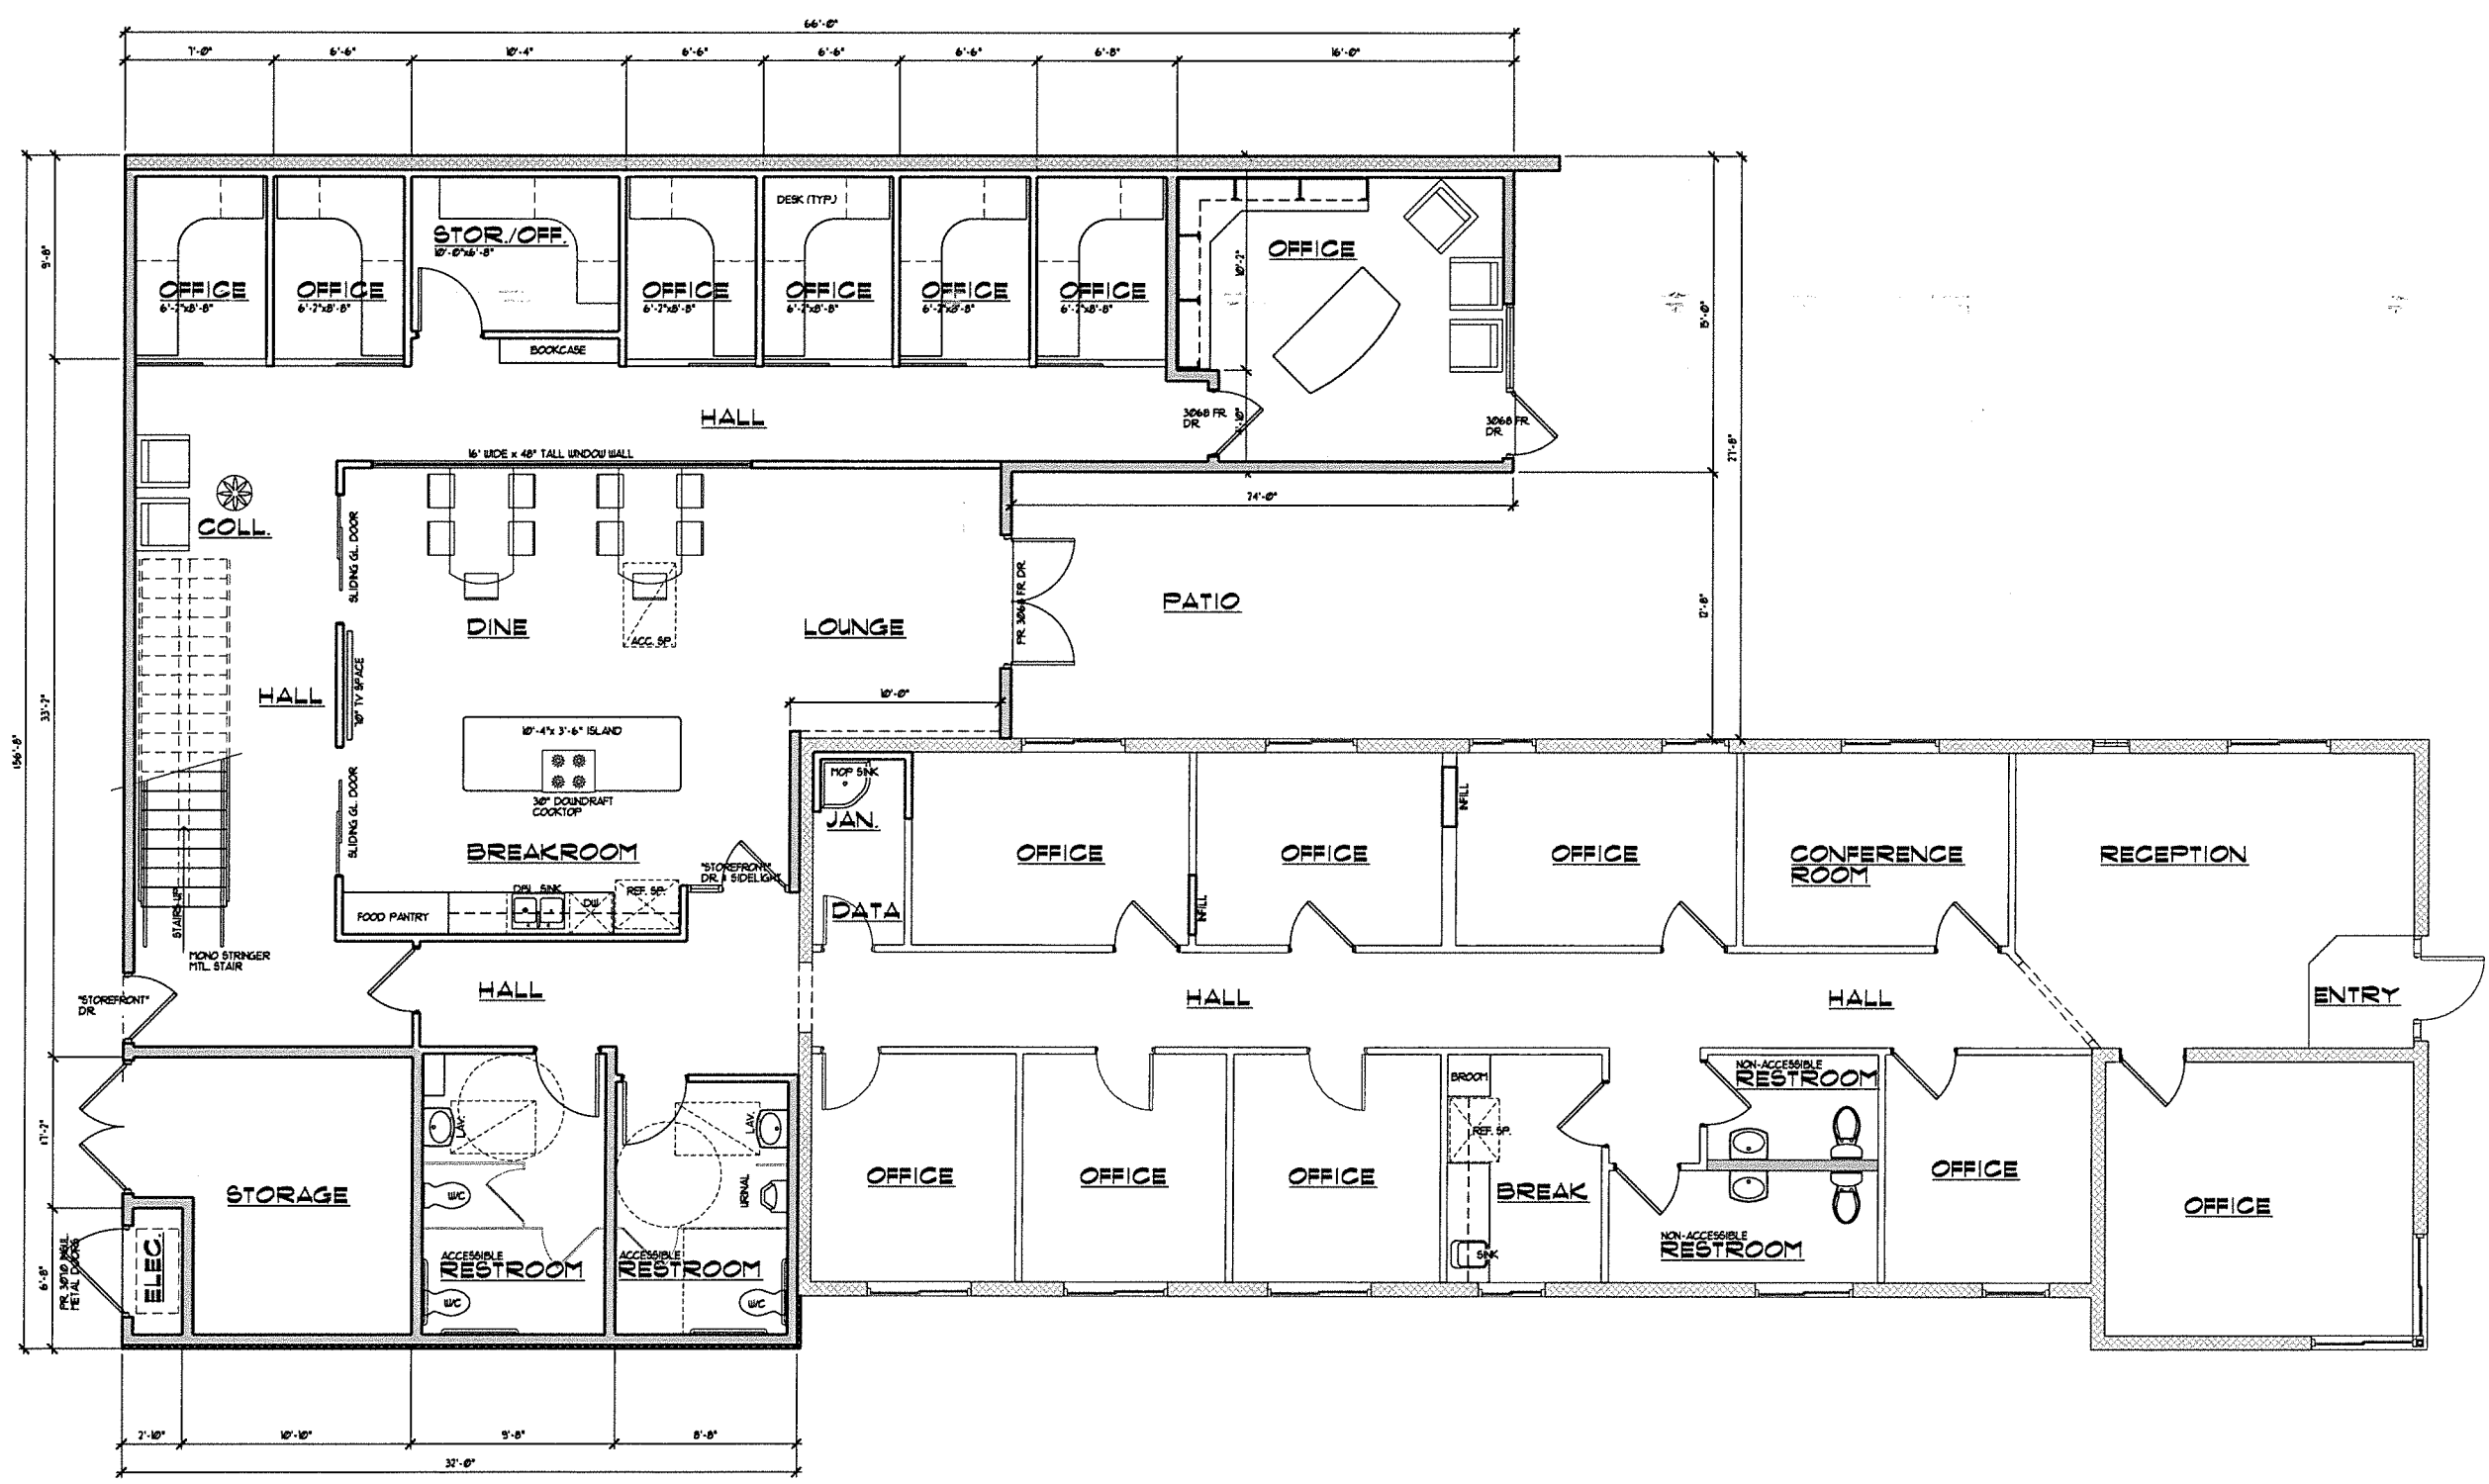 66'-0"
7'-0"
6'-6"
10'-4"
6'-6"
6'-6"
6'-6"
6'-8"
16'-0"
9'-8"
DESK (TYP.)
STOR./OFF.
10'-0"x6'-8"
OFFICE
10'-2"
OFFICE
6'-2"x8'-8"
OFFICE
6'-2"x8'-8"
OFFICE
6'-2"x8'-8"
OFFICE
6'-2"x8'-8"
OFFICE
6'-2"x8'-8"
OFFICE
6'-2"x8'-8"
15'-0"
BOOKCASE
HALL
3068 FR.
DR.
3068 FR.
DR.
27'-8"
16' WIDE x 48" TALL WINDOW WALL
24'-0"
COLL.
SLIDING GL. DOOR
PR. 3068 FR. DR.
PATIO
12'-8"
DINE
ACC. SP.
LOUNGE
HALL
70" TV SPACE
10'-0"
33'-2"
156'-8"
10'-4"x 3'-6" ISLAND
30" DOWNDRAFT
COOKTOP
SLIDING GL. DOOR
BREAKROOM
"STOREFRONT"
DR. & SIDELIGHT
MOP SINK
JAN.
DATA
OFFICE
OFFICE
INFILL
INFILL
OFFICE
CONFERENCE
ROOM
RECEPTION
FOOD PANTRY
DBL SINK
DW
REF. SP.
STAIRS UP
MONO STRINGER
MTL. STAIR
"STOREFRONT"
DR.
HALL
HALL
HALL
ENTRY
17'-2"
STORAGE
LAV.
W/C
LAV.
URINAL
ACCESSIBLE
RESTROOM
W/C
ACCESSIBLE
RESTROOM
W/C
OFFICE
OFFICE
OFFICE
BROOM
REF. SP.
BREAK
SINK
NON-ACCESSIBLE
RESTROOM
NON-ACCESSIBLE
RESTROOM
OFFICE
OFFICE
6'-8"
PR. 3070 INSUL.
METAL DOORS
ELEC.
2'-10"
10'-10"
9'-8"
8'-8"
32'-0"